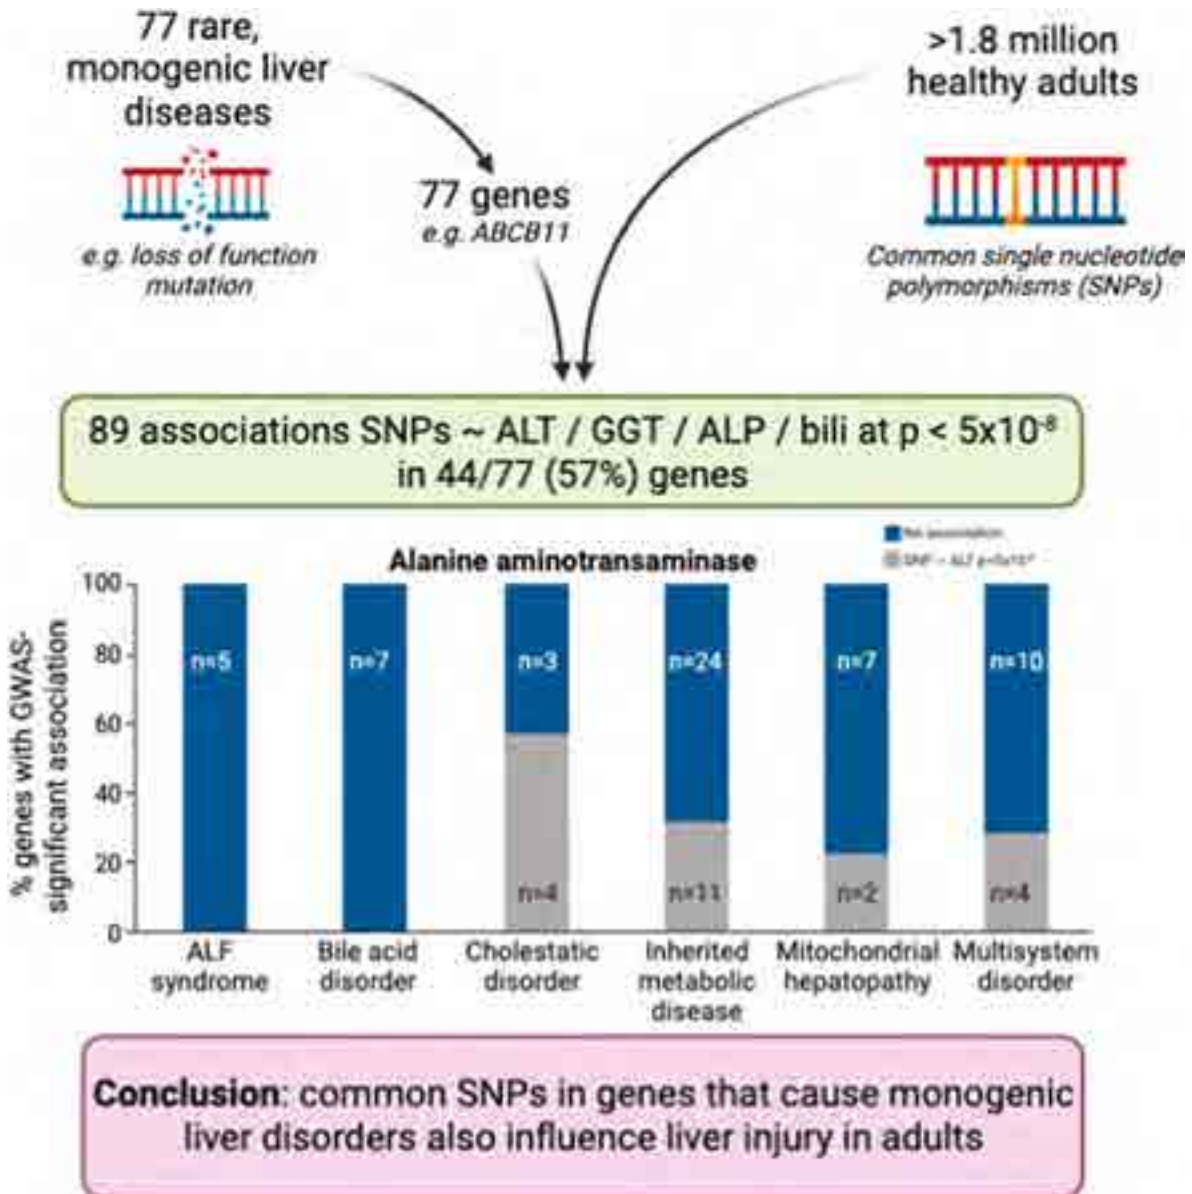 77 rare,
monogenic liver
diseases
e.g. loss of function
mutation
77 genes
e.g. ABCB11
>1.8 million
healthy adults
Common single nucleotide
polymorphisms (SNPs)
89 associations SNPs ~ ALT / GGT / ALP / bili at p < 5x10⁻⁸
in 44/77 (57%) genes
Alanine aminotransaminase
No association
SNP ~ ALT
% genes with GWAS-
significant association
100
80
60
40
20
0
n=5
n=7
n=3
n=24
n=7
n=10
n=4
n=11
n=2
n=4
ALF
syndrome
Bile acid
disorder
Cholestatic
disorder
Inherited
metabolic
disease
Mitochondrial
hepatopathy
Multisystem
disorder
Conclusion: common SNPs in genes that cause monogenic
liver disorders also influence liver injury in adults